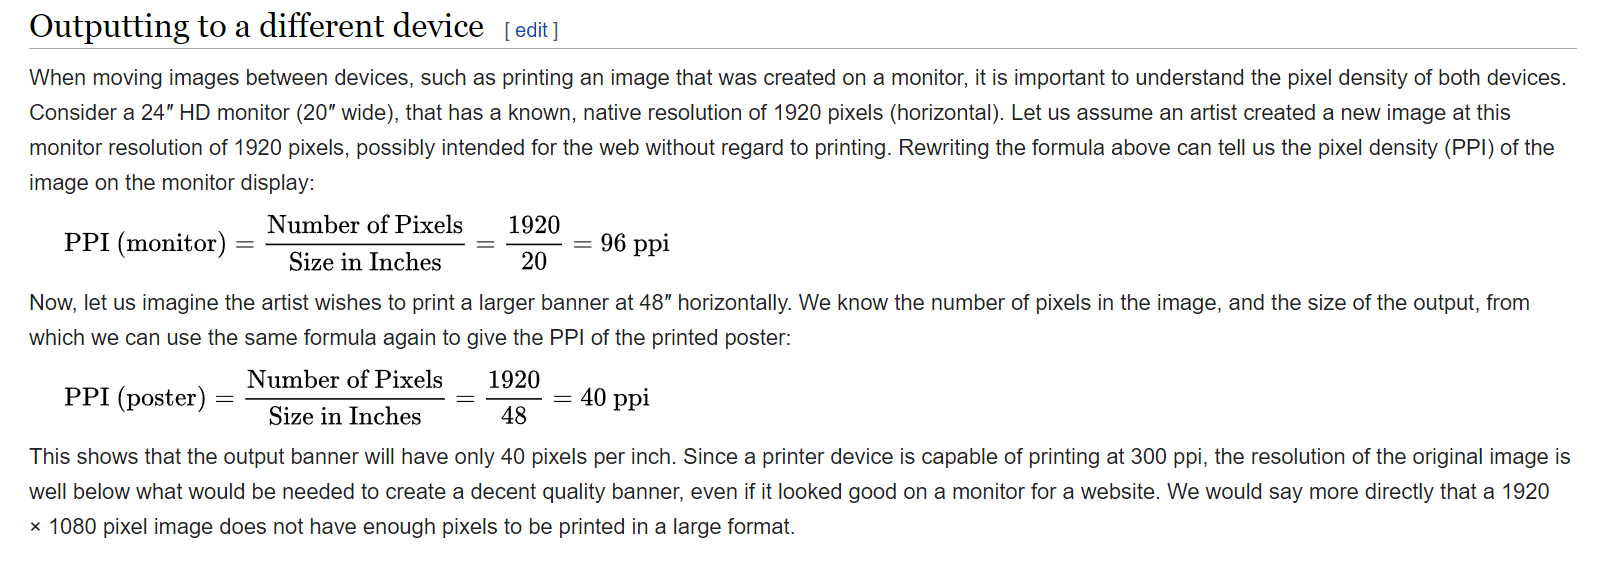 Outputting to a different device [ edit ]
When moving images between devices, such as printing an image that was created on a monitor, it is important to understand the pixel density of both devices.
Consider a 24″ HD monitor (20″ wide), that has a known, native resolution of 1920 pixels (horizontal). Let us assume an artist created a new image at this
monitor resolution of 1920 pixels, possibly intended for the web without regard to printing. Rewriting the formula above can tell us the pixel density (PPI) of the
image on the monitor display:
PPI (monitor) = Number of Pixels / Size in Inches = 1920 / 20 = 96 ppi
Now, let us imagine the artist wishes to print a larger banner at 48″ horizontally. We know the number of pixels in the image, and the size of the output, from
which we can use the same formula again to give the PPI of the printed poster:
PPI (poster) = Number of Pixels / Size in Inches = 1920 / 48 = 40 ppi
This shows that the output banner will have only 40 pixels per inch. Since a printer device is capable of printing at 300 ppi, the resolution of the original image is
well below what would be needed to create a decent quality banner, even if it looked good on a monitor for a website. We would say more directly that a 1920
× 1080 pixel image does not have enough pixels to be printed in a large format.